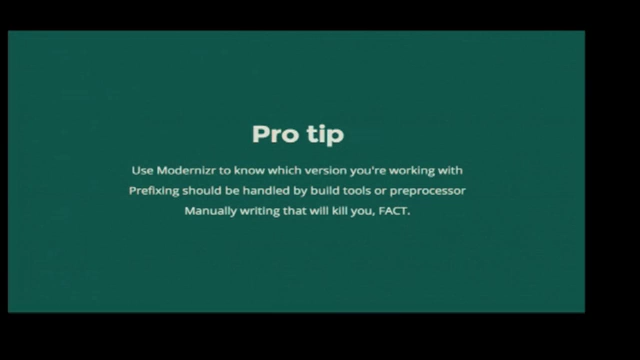 Pro tip
Use Modernizr to know which version you're working with
Prefixing should be handled by build tools or preprocessor
Manually writing that will kill you, FACT.